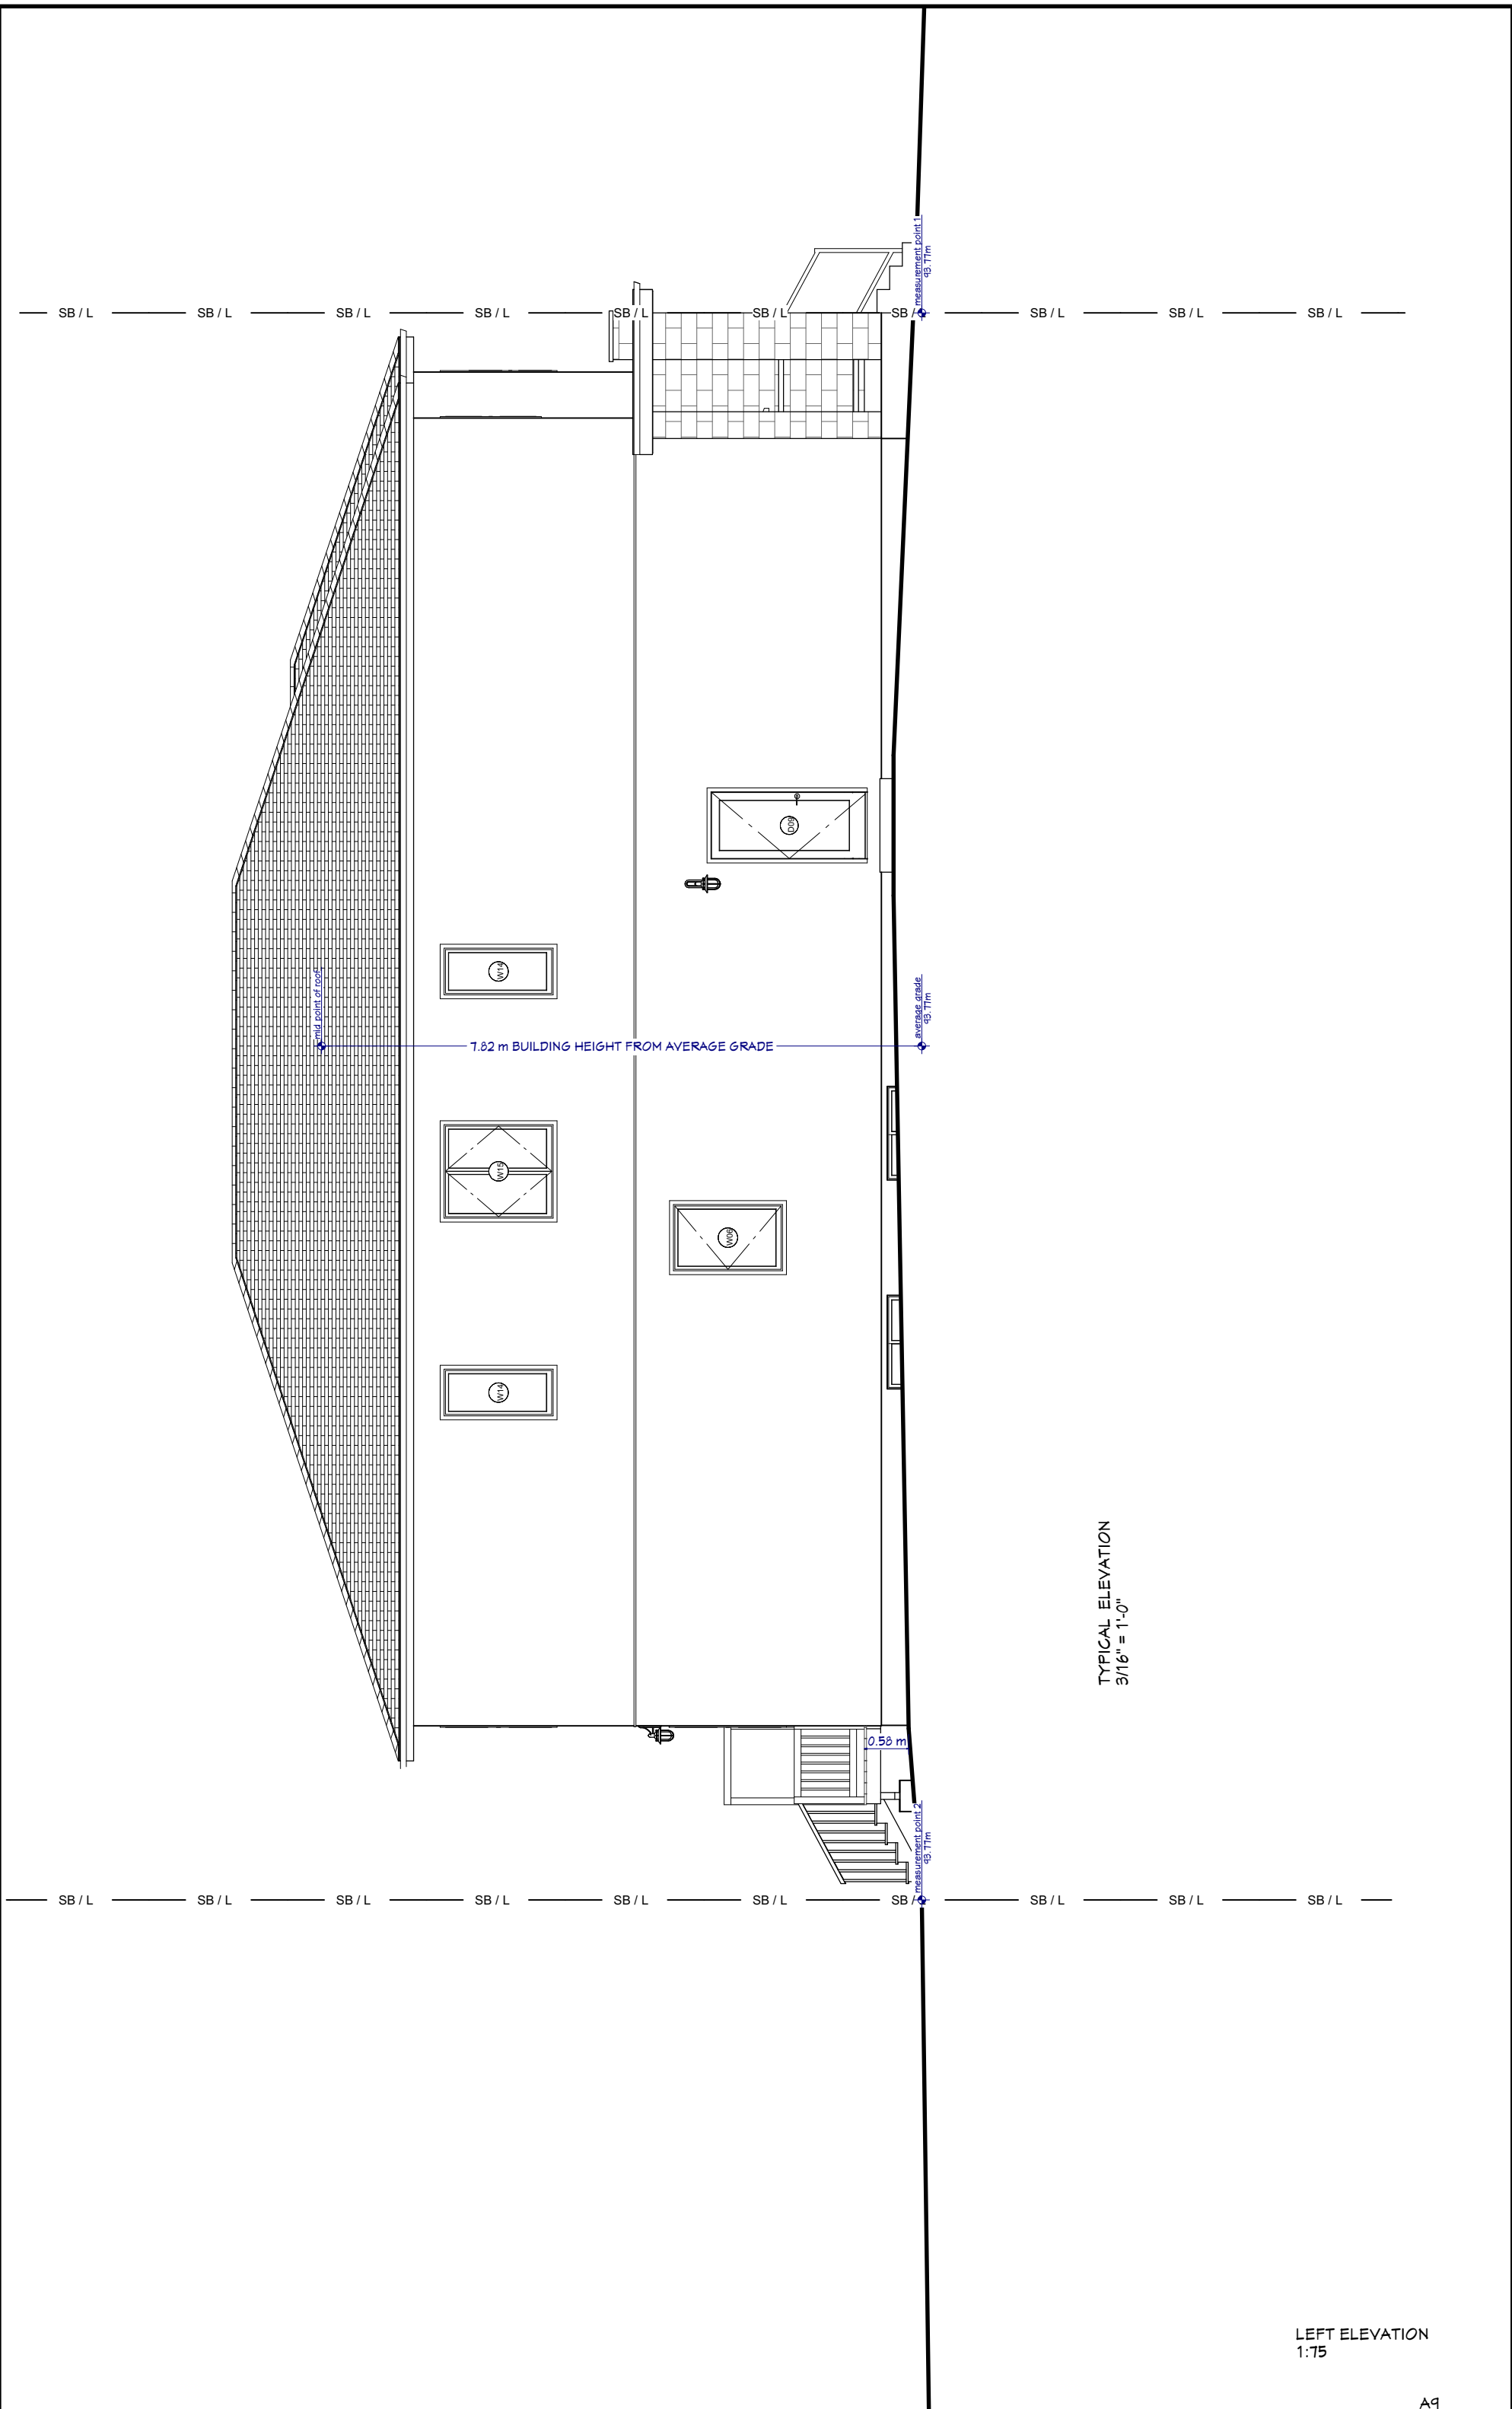 SB / L SB / L SB / L SB / L SB / L SB / L SB / SB / L SB / L SB / L
measurement point 1
93.77m
D09
W14
mid point of roof
average grade
93.77m
7.82 m BUILDING HEIGHT FROM AVERAGE GRADE
W15
W06
W14
TYPICAL ELEVATION
3/16" = 1'-0"
0.58 m
measurement point 2
93.77m
SB / L SB / L SB / L SB / L SB / L SB / L SB / SB / L SB / L SB / L
LEFT ELEVATION
1:75
A9